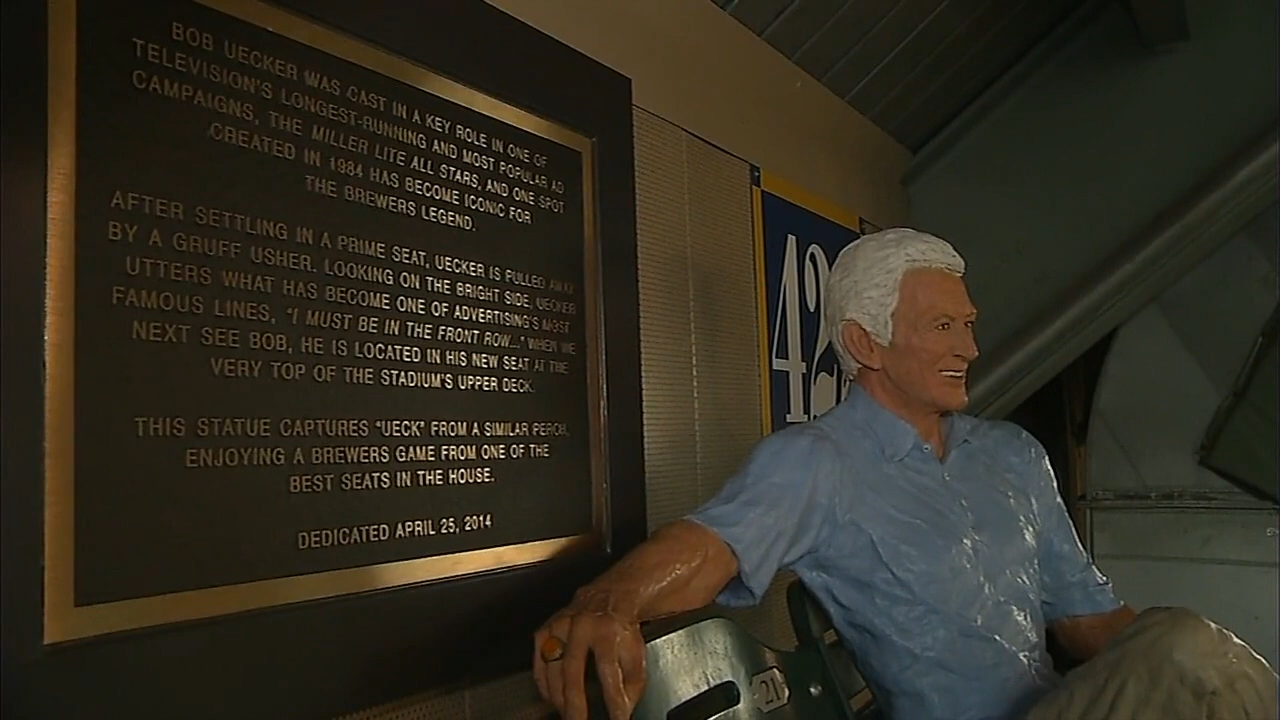 BOB UECKER WAS CAST IN A KEY ROLE IN ONE OF
TELEVISION'S LONGEST-RUNNING AND MOST POPULAR AD
CAMPAIGNS, THE MILLER LITE ALL STARS, AND ONE SPOT
CREATED IN 1984 HAS BECOME ICONIC FOR
THE BREWERS LEGEND.
AFTER SETTLING IN A PRIME SEAT, UECKER IS PULLED AWAY
BY A GRUFF USHER. LOOKING ON THE BRIGHT SIDE, UECKER
UTTERS WHAT HAS BECOME ONE OF ADVERTISING'S MOST
FAMOUS LINES, "I MUST BE IN THE FRONT ROW..." WHEN WE
NEXT SEE BOB, HE IS LOCATED IN HIS NEW SEAT AT THE
VERY TOP OF THE STADIUM'S UPPER DECK.
THIS STATUE CAPTURES "UECK" FROM A SIMILAR PERCH,
ENJOYING A BREWERS GAME FROM ONE OF THE
BEST SEATS IN THE HOUSE.
DEDICATED APRIL 25, 2014
42
21